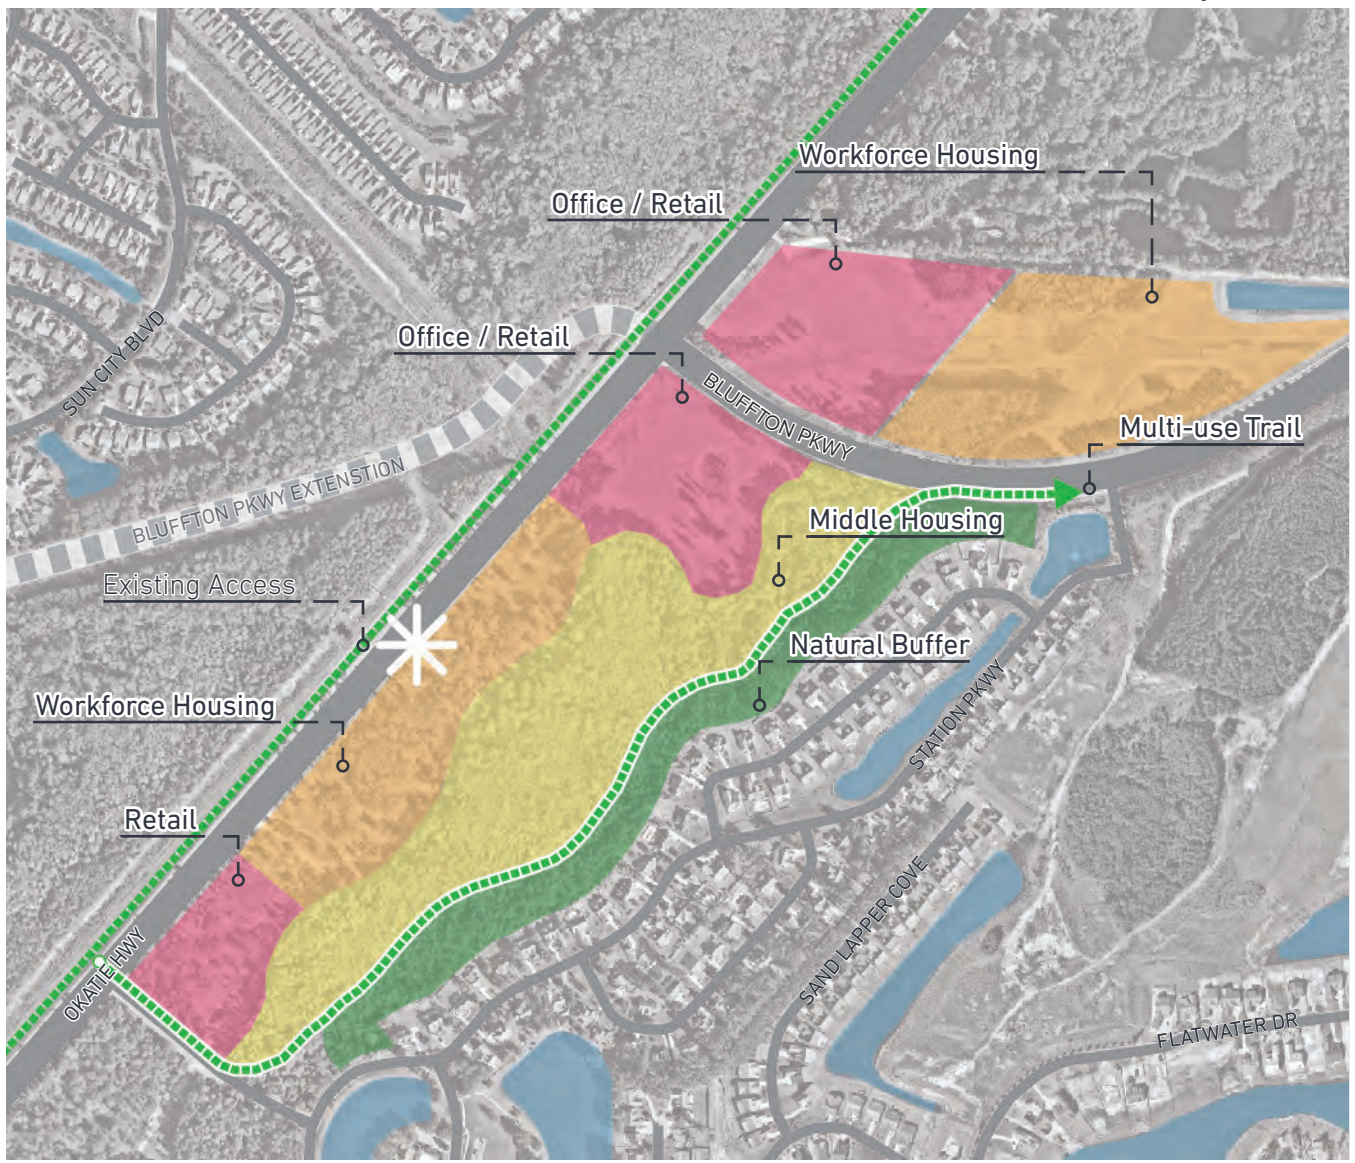 Workforce Housing
Office / Retail
Office / Retail
SUN CITY BLVD
BLUFFTON PKWY
Multi-use Trail
BLUFFTON PKWY EXTENSTION
Middle Housing
Existing Access
Natural Buffer
Workforce Housing
STATION PKWY
Retail
SAND LAPPER COVE
OKATIE HWY
FLATWATER DR